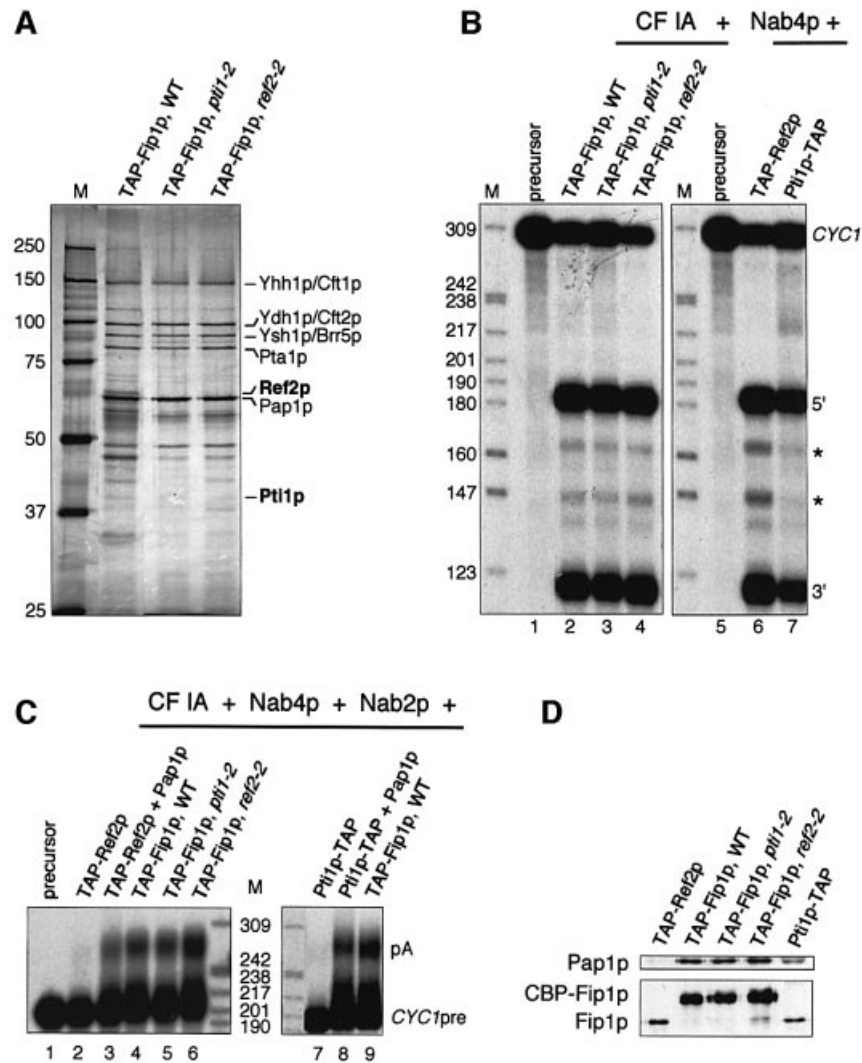 A
TAP-Fip1p, WT
TAP-Fip1p, pti1-2
TAP-Fip1p, ref2-2
M
250
150
100
75
50
37
25
Yhh1p/Cft1p
Ydh1p/Cft2p
Ysh1p/Brr5p
Pta1p
Ref2p
Pap1p
Pti1p
B
CF IA + Nab4p +
M
precursor
TAP-Fip1p, WT
TAP-Fip1p, pti1-2
TAP-Fip1p, ref2-2
M
precursor
TAP-Ref2p
Pti1p-TAP
309
242
238
217
201
190
180
160
147
123
CYC1
5'
*
*
3'
1 2 3 4 5 6 7
C
CF IA + Nab4p + Nab2p +
precursor
TAP-Ref2p
TAP-Ref2p + Pap1p
TAP-Fip1p, WT
TAP-Fip1p, pti1-2
TAP-Fip1p, ref2-2
M
Pti1p-TAP
Pti1p-TAP + Pap1p
TAP-Fip1p, WT
309
242
238
217
201
190
pA
CYC1pre
1 2 3 4 5 6 7 8 9
D
TAP-Ref2p
TAP-Fip1p, WT
TAP-Fip1p, pti1-2
TAP-Fip1p, ref2-2
Pti1p-TAP
Pap1p
CBP-Fip1p
Fip1p